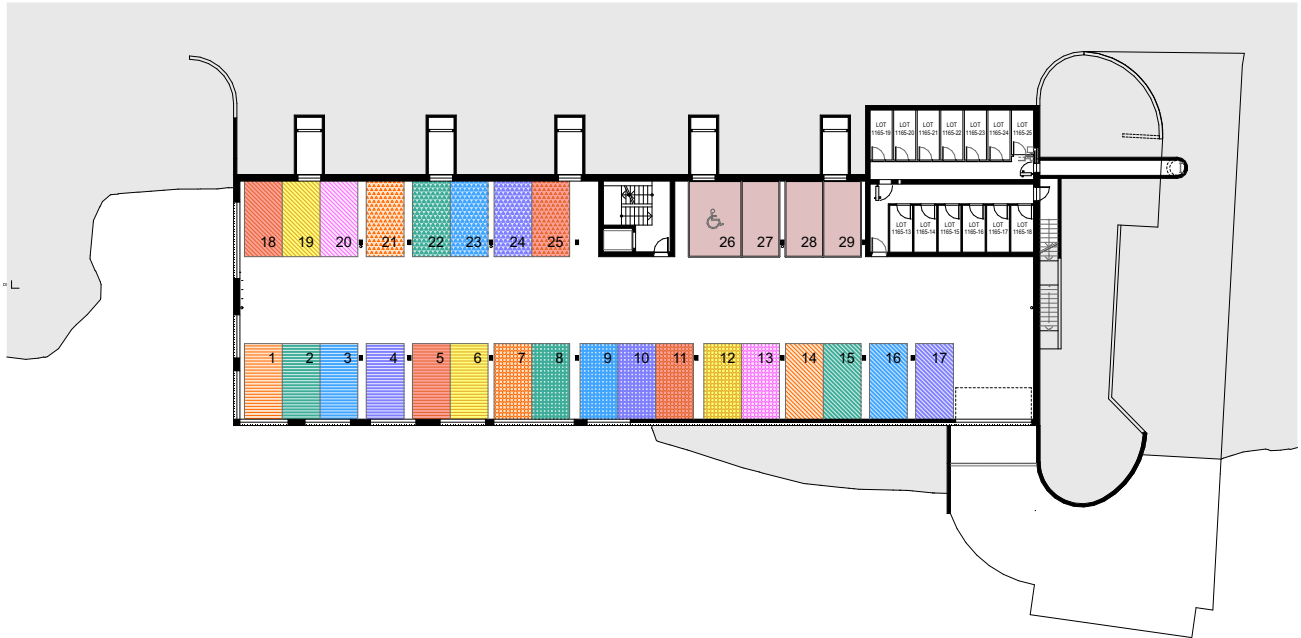 LOT LOT LOT LOT LOT LOT LOT
1165-19 1165-20 1165-21 1165-22 1165-23 1165-24 1165-25
LOT LOT LOT LOT LOT LOT
1165-13 1165-14 1165-15 1165-16 1165-17 1165-18
18 19 20 21 22 23 24 25 26 27 28 29
1 2 3 4 5 6 7 8 9 10 11 12 13 14 15 16 17